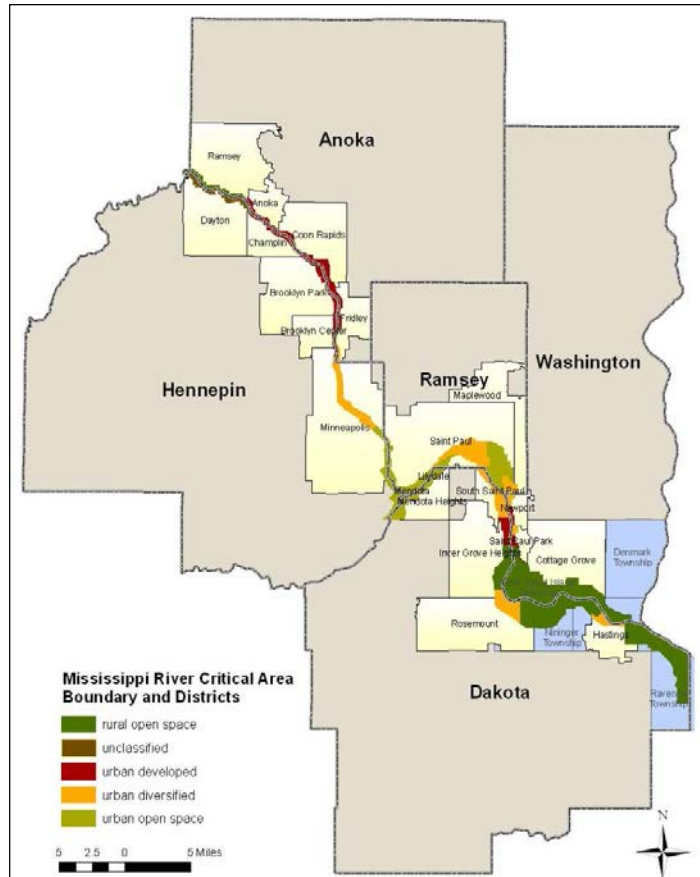 Anoka
Ramsey
Anoka
Dayton
Champlin
Coon Rapids
Brooklyn Park
Fridley
Brooklyn Center
Washington
Hennepin
Ramsey
Maplewood
Minneapolis
Saint Paul
Lilydale
Mendota
Mendota Heights
South Saint Paul
Newport
Saint Paul Park
Inver Grove Heights
Cottage Grove
Denmark
Township
Rosemount
Nininger
Township
Hastings
Dakota
Township
Mississippi River Critical Area
Boundary and Districts
rural open space
unclassified
urban developed
urban diversified
urban open space
5 2.5 0 5 Miles
N